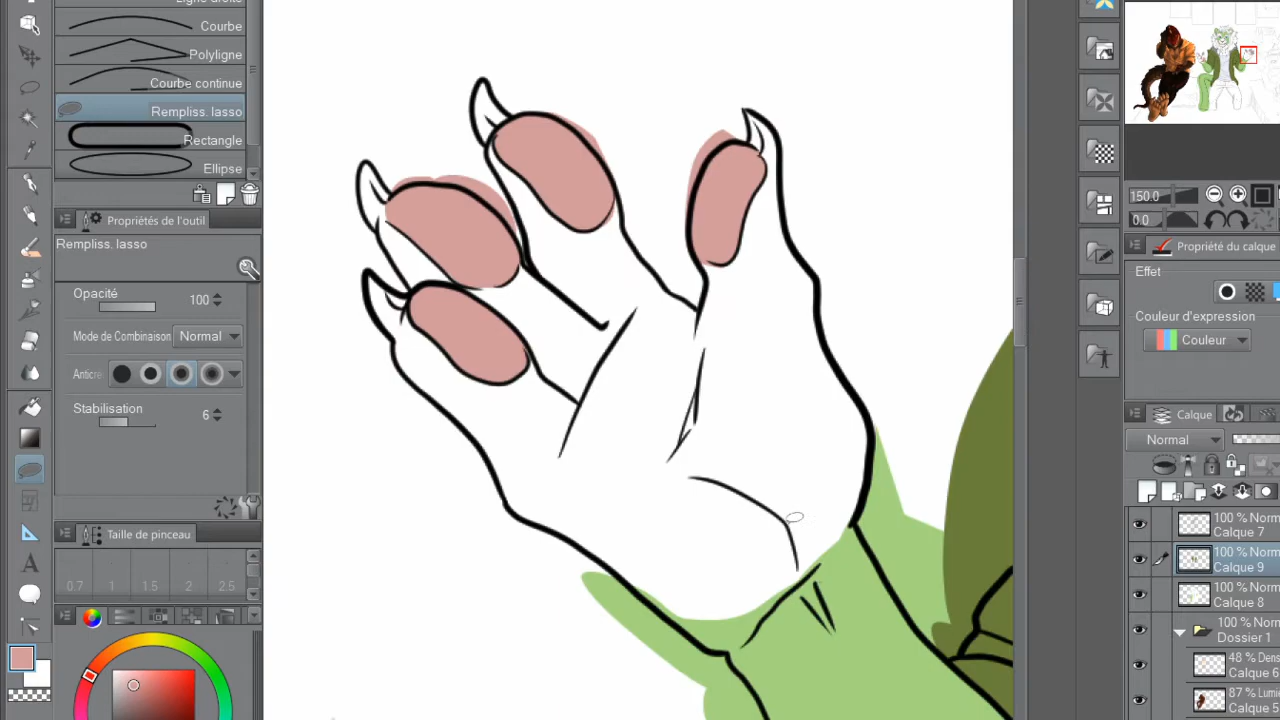 Ligne droite
Courbe
Polyligne
Courbe continue
Rempliss. lasso
Rectangle
Ellipse
Propriétés de l'outil
Rempliss. lasso
Opacité 100
Mode de Combinaison Normal
Anticre
Stabilisation 6
Taille de pinceau
0.7 1 1.5 2 2.5
150.0
0.0
Propriété du calque
Effet
Couleur d'expression
Couleur
Calque
Normal
100 % Norm
Calque 7
100 % Norm
Calque 9
100 % Norm
Calque 8
100 % Norm
Dossier 1
48 % Dens
Calque 6
87 % Lumi
Calque 5